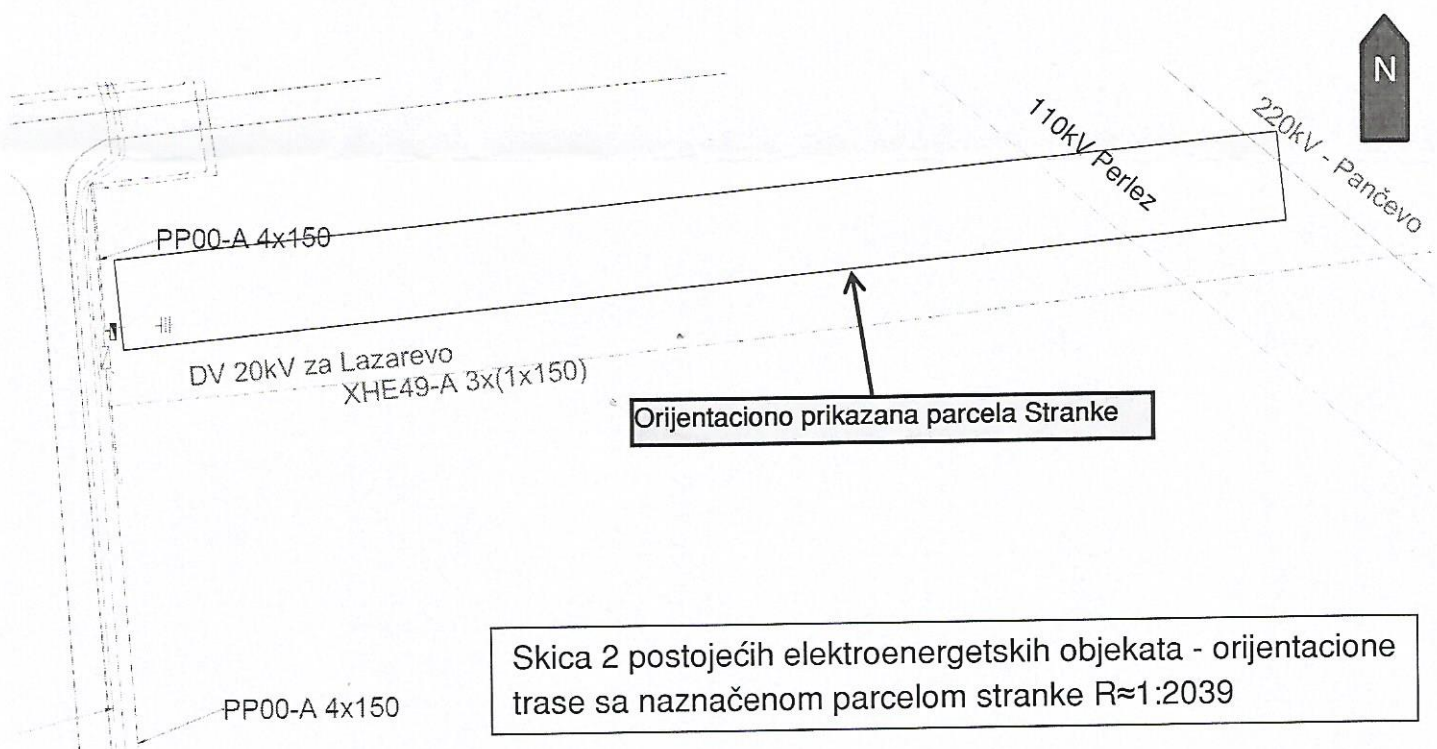 N
110kV Perlez
220kV - Pančevo
PP00-A 4x150
DV 20kV za Lazarevo
XHE49-A 3x(1x150)
Orijentaciono prikazana parcela Stranke
Skica 2 postojećih elektroenergetskih objekata - orijentacione
trase sa naznačenom parcelom stranke R≈1:2039
PP00-A 4x150